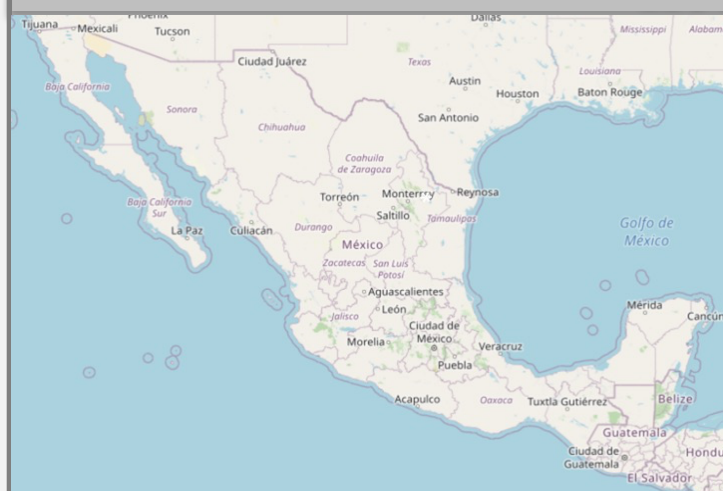 Phoenix
Dallas
Tijuana
Mexicali
Tucson
Mississippi
Alabam
Ciudad Juárez
Texas
Louisiana
Baja California
Austin
Houston
Baton Rouge
Sonora
San Antonio
Chihuahua
Coahuila
de Zaragoza
Torreón
Monterrey
Reynosa
Baja California
Sur
Saltillo
Tamaulipas
La Paz
Culiacán
Durango
Golfo de
México
México
Zacatecas
San Luis
Potosí
Aguascalientes
León
Mérida
Cancún
Jalisco
Ciudad de
México
Morelia
Veracruz
Puebla
Acapulco
Oaxaca
Tuxtla Gutiérrez
Belize
Guatemala
Ciudad de
Guatemala
Hondu
El Salvador